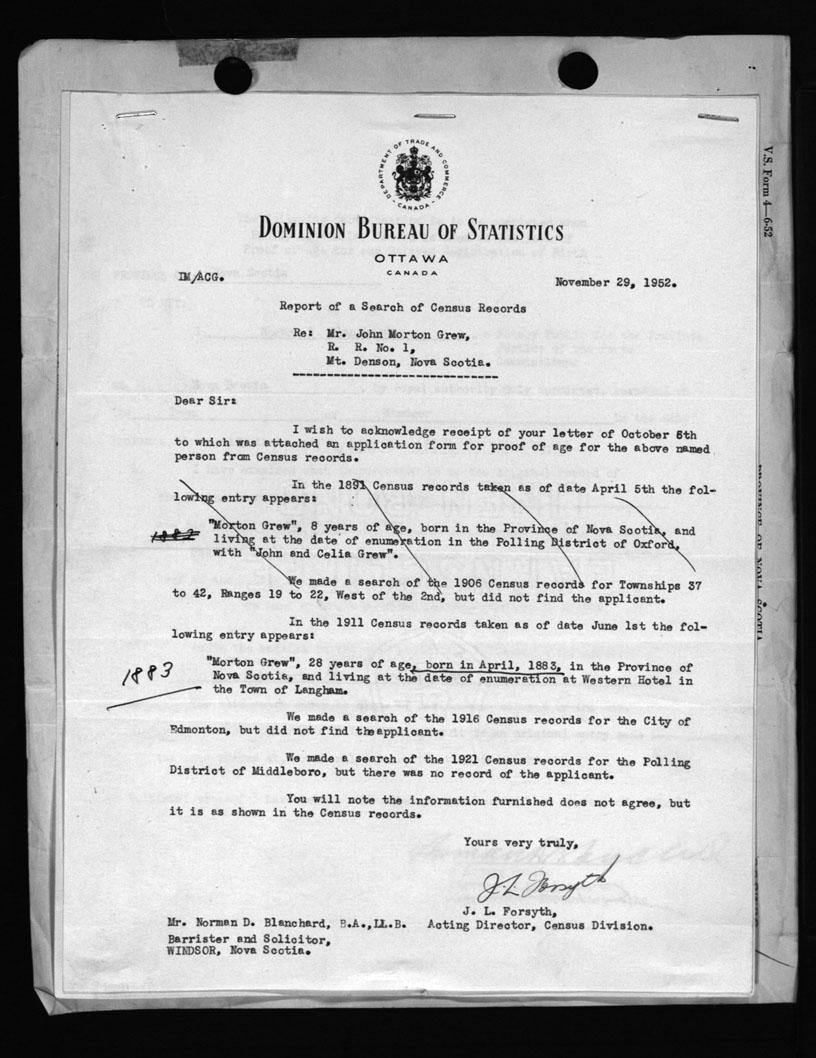 DEPARTMENT OF TRADE AND COMMERCE
- CANADA -
V.S. Form 4—6-52
DOMINION BUREAU OF STATISTICS
OTTAWA
CANADA
IM/ACG.
November 29, 1952.
Report of a Search of Census Records
Re: Mr. John Morton Grew,
R. R. No. 1,
Mt. Denson, Nova Scotia.
Dear Sir:
I wish to acknowledge receipt of your letter of October 6th
to which was attached an application form for proof of age for the above named
person from Census records.
In the 1891 Census records taken as of date April 5th the fol-
lowing entry appears:
"Morton Grew", 8 years of age, born in the Province of Nova Scotia, and
living at the date of enumeration in the Polling District of Oxford,
with "John and Celia Grew".
We made a search of the 1906 Census records for Townships 37
to 42, Ranges 19 to 22, West of the 2nd, but did not find the applicant.
In the 1911 Census records taken as of date June 1st the fol-
lowing entry appears:
1883
"Morton Grew", 28 years of age, born in April, 1883, in the Province of
Nova Scotia, and living at the date of enumeration at Western Hotel in
the Town of Langham.
We made a search of the 1916 Census records for the City of
Edmonton, but did not find the applicant.
We made a search of the 1921 Census records for the Polling
District of Middleboro, but there was no record of the applicant.
You will note the information furnished does not agree, but
it is as shown in the Census records.
Yours very truly,
J. L. Forsyth
J. L. Forsyth,
Acting Director, Census Division.
Mr. Norman D. Blanchard, B.A.,LL.B.
Barrister and Solicitor,
WINDSOR, Nova Scotia.